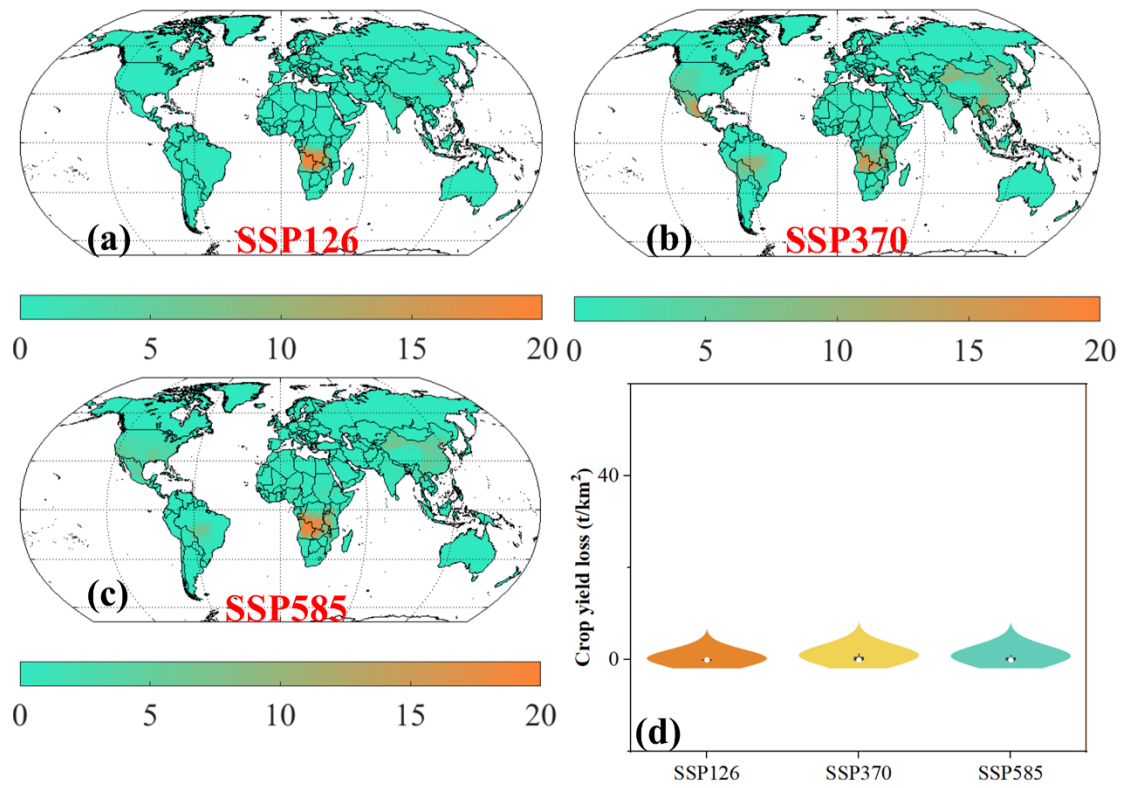 (a)
SSP126
(b)
SSP370
0 5 10 15 20
0 5 10 15 20
(c)
SSP585
0 5 10 15 20
Crop yield loss (t/km²)
40
0
(d)
SSP126 SSP370 SSP585